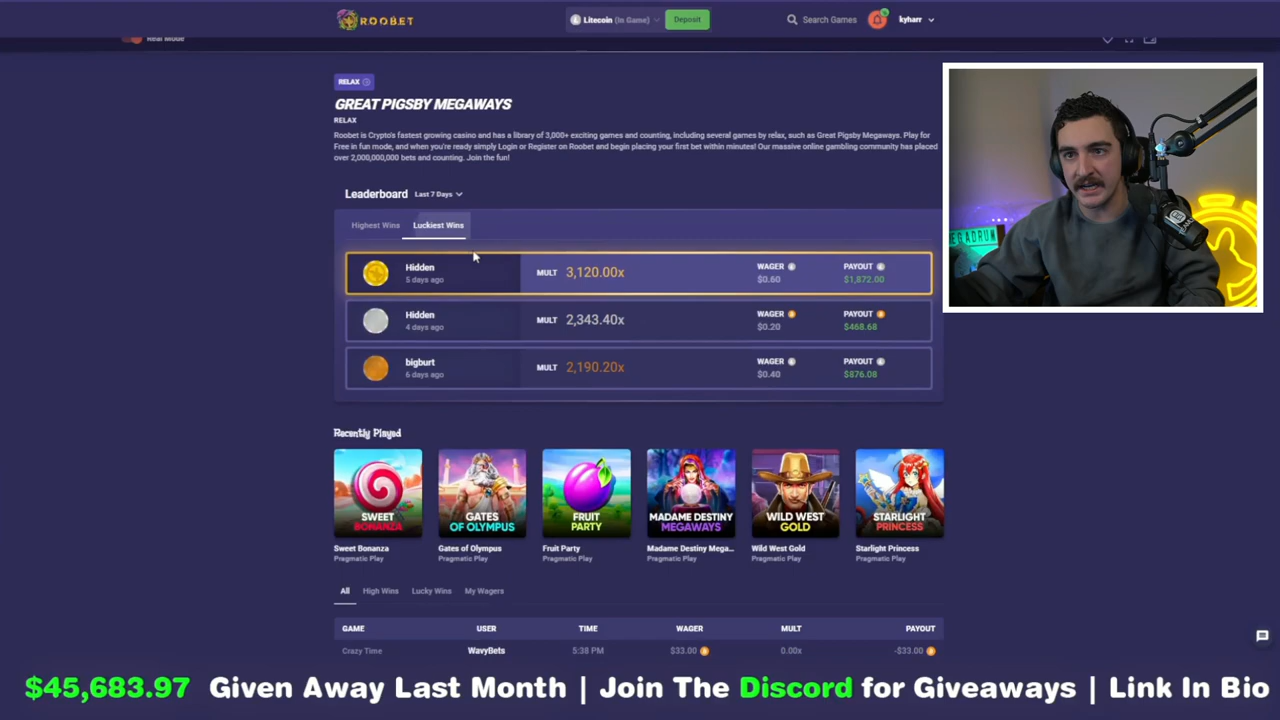 ROOBET
Litecoin (In Game)
Deposit
Search Games
kyharr
Real Mode
RELAX
GREAT PIGSBY MEGAWAYS
RELAX
Roobet is Crypto's fastest growing casino and has a library of 3,000+ exciting games and counting, including several games by relax, such as Great Pigsby Megaways. Play for
Free in fun mode, and when you're ready simply Login or Register on Roobet and begin placing your first bet within minutes! Our massive online gambling community has placed
over 2,000,000,000 bets and counting. Join the fun!
Leaderboard Last 7 Days
Highest Wins Luckiest Wins
Hidden
5 days ago
MULT 3,120.00x
WAGER
$0.60
PAYOUT
$1,872.00
Hidden
4 days ago
MULT 2,343.40x
WAGER
$0.20
PAYOUT
$468.68
bigburt
6 days ago
MULT 2,190.20x
WAGER
$0.40
PAYOUT
$876.08
Recently Played
SWEET
BONANZA
GATES
OF OLYMPUS
FRUIT
PARTY
MADAME DESTINY
MEGAWAYS
WILD WEST
GOLD
STARLIGHT
PRINCESS
Sweet Bonanza
Pragmatic Play
Gates of Olympus
Pragmatic Play
Fruit Party
Pragmatic Play
Madame Destiny Mega...
Pragmatic Play
Wild West Gold
Pragmatic Play
Starlight Princess
Pragmatic Play
All High Wins Lucky Wins My Wagers
GAME USER TIME WAGER MULT PAYOUT
Crazy Time WavyBets 5:38 PM $33.00 0.00x -$33.00
$45,683.97 Given Away Last Month | Join The Discord for Giveaways | Link In Bio